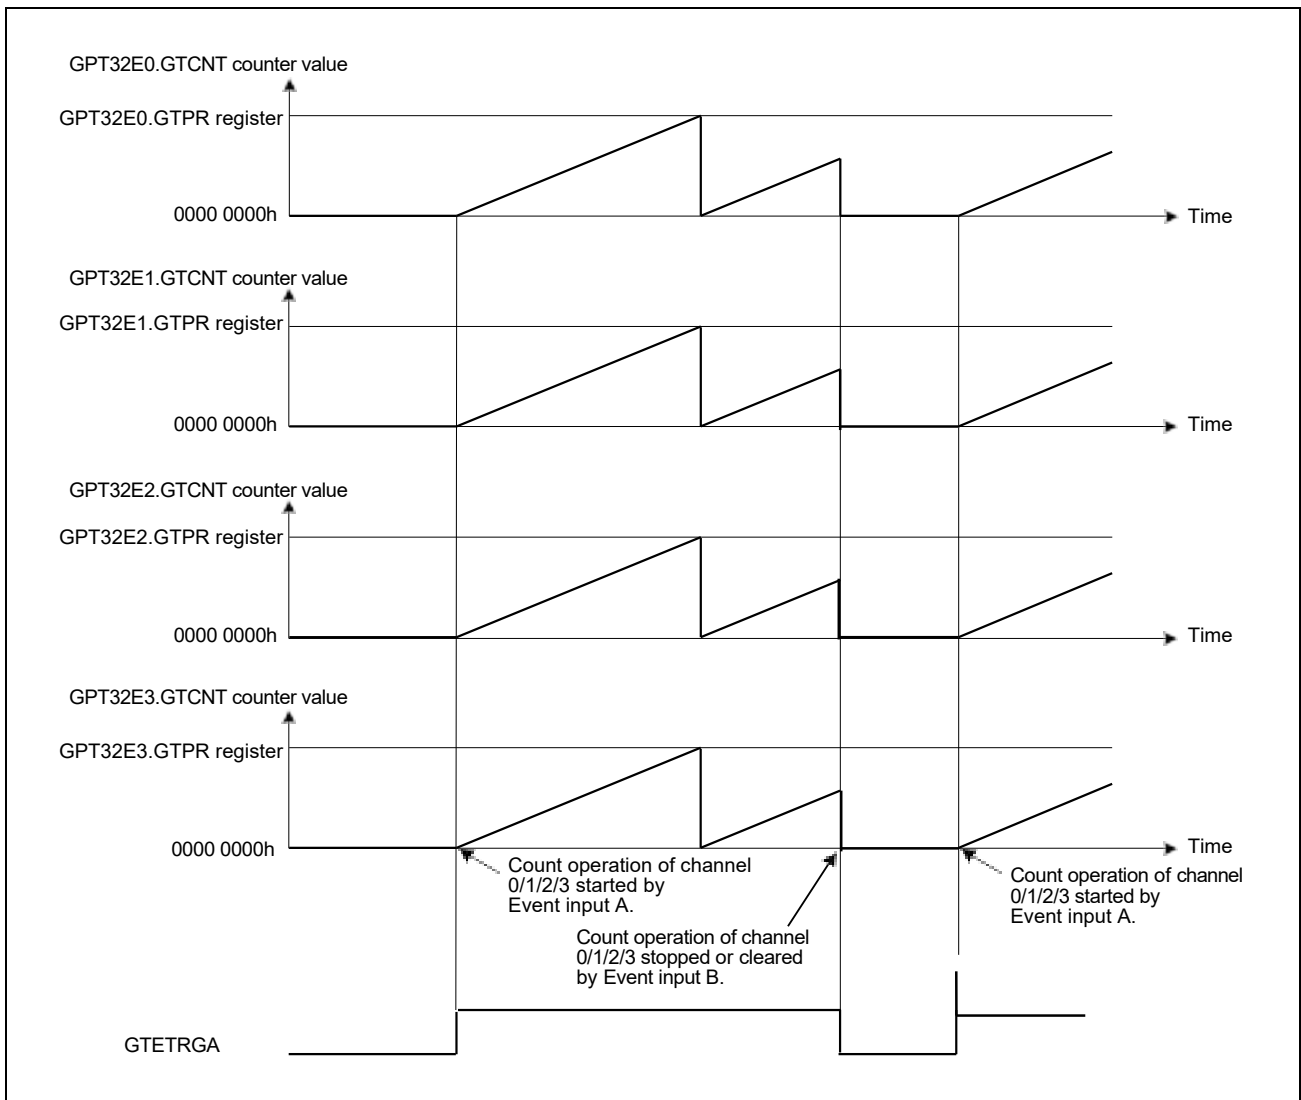 GPT32E0.GTCNT counter value
GPT32E0.GTPR register
0000 0000h
Time
GPT32E1.GTCNT counter value
GPT32E1.GTPR register
0000 0000h
Time
GPT32E2.GTCNT counter value
GPT32E2.GTPR register
0000 0000h
Time
GPT32E3.GTCNT counter value
GPT32E3.GTPR register
0000 0000h
Time
Count operation of channel
0/1/2/3 started by
Event input A.
Count operation of channel
0/1/2/3 started by
Event input A.
Count operation of channel
0/1/2/3 stopped or cleared
by Event input B.
GTETRGA